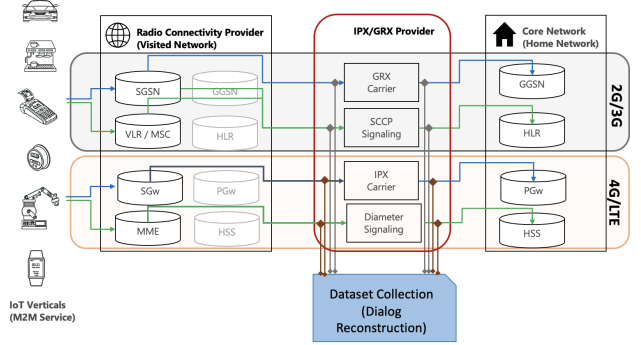 Radio Connectivity Provider
(Visited Network)
IPX/GRX Provider
Core Network
(Home Network)
SGSN
GGSN
GRX
Carrier
GGSN
2G/3G
VLR / MSC
HLR
SCCP
Signaling
HLR
SGw
PGw
IPX
Carrier
PGw
4G/LTE
MME
HSS
Diameter
Signaling
HSS
IoT Verticals
(M2M Service)
Dataset Collection
(Dialog
Reconstruction)